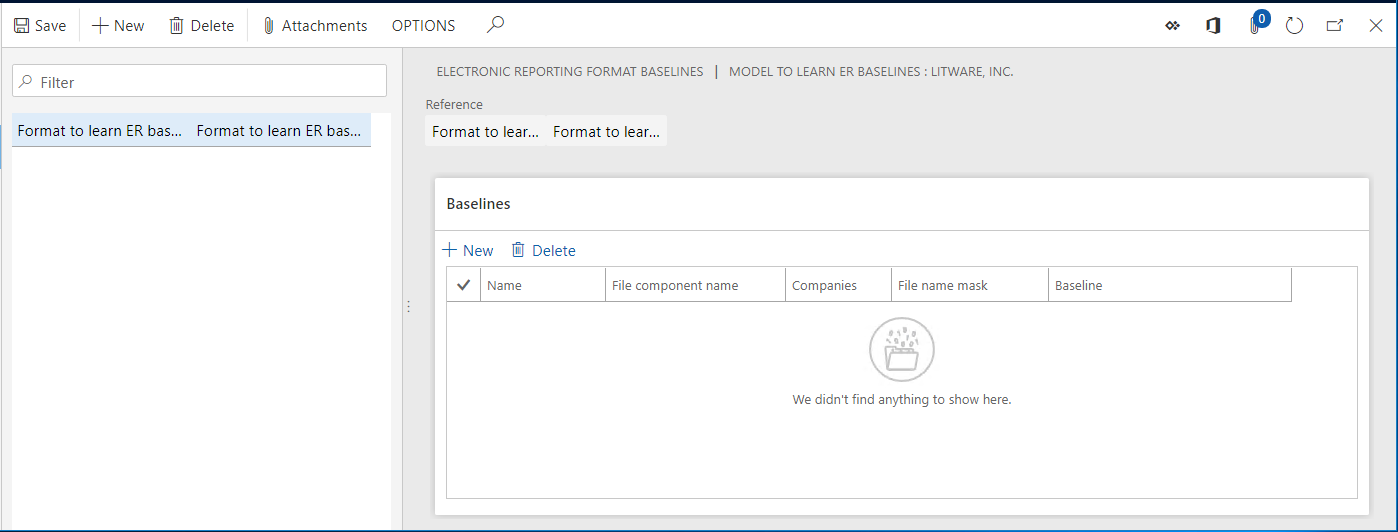 Save New Delete Attachments OPTIONS 0
Filter
Format to learn ER bas... Format to learn ER bas...
ELECTRONIC REPORTING FORMAT BASELINES | MODEL TO LEARN ER BASELINES : LITWARE, INC.
Reference
Format to lear... Format to lear...
Baselines
New Delete
Name File component name Companies File name mask Baseline
We didn't find anything to show here.